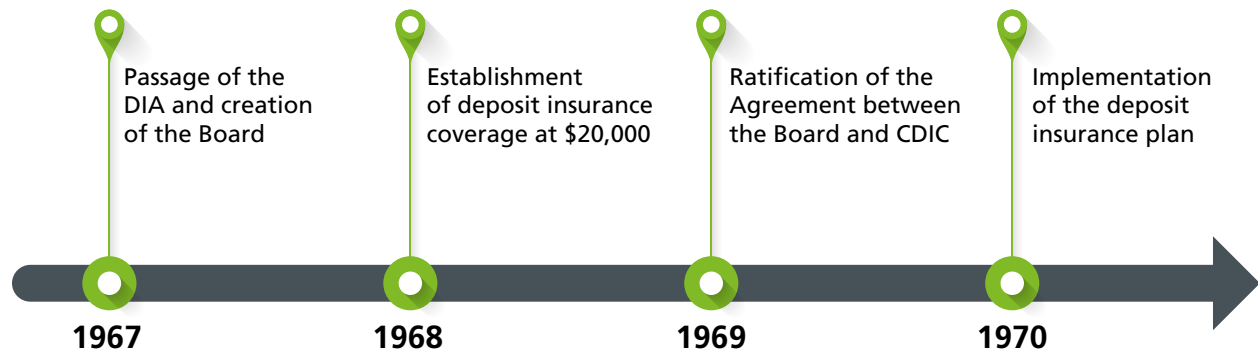 Passage of the
DIA and creation
of the Board
Establishment
of deposit insurance
coverage at $20,000
Ratification of the
Agreement between
the Board and CDIC
Implementation
of the deposit
insurance plan
1967
1968
1969
1970